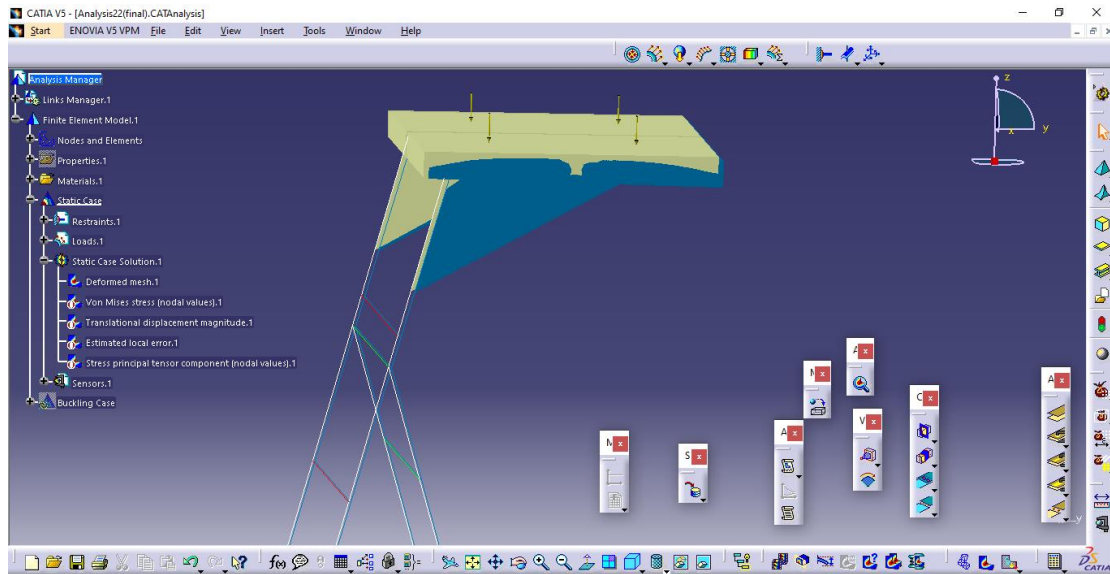 CATIA V5 - [Analysis22(final).CATAnalysis]
Start ENOVIA V5 VPM File Edit View Insert Tools Window Help
Analysis Manager
Links Manager.1
Finite Element Model.1
Nodes and Elements
Properties.1
Materials.1
Static Case
Restraints.1
Loads.1
Static Case Solution.1
Deformed mesh.1
Von Mises stress (nodal values).1
Translational displacement magnitude.1
Estimated local error.1
Stress principal tensor component (nodal values).1
Sensors.1
Buckling Case
z
x
y
A
A
C
V
A
S
y
f(x)
CATIA